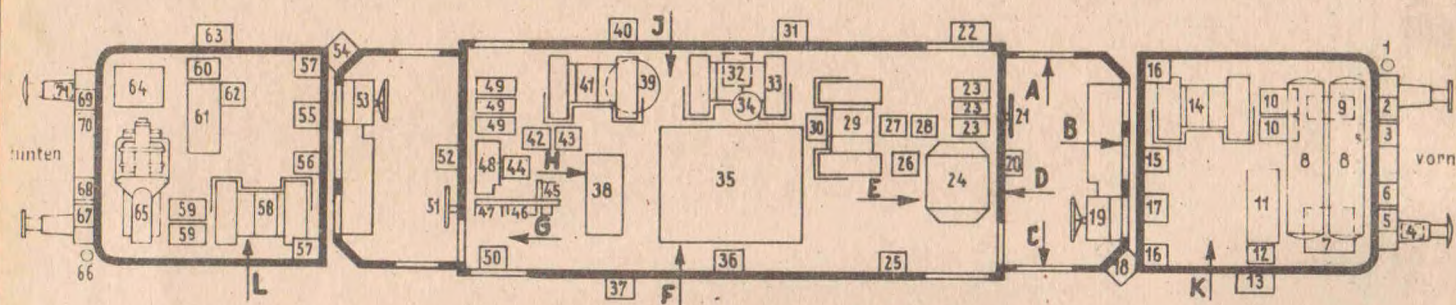 63 54 40 J 31 22 1
60 57 64 62 61 55 53 49 49 49 41 39 32 33 34 23 23 23 21 A 16 14 10 10 9 2 3
71 69 70 hinten 56 52 42 43 30 29 27 28 B 15 8 8 vorn
68 67 65 59 59 58 48 44 H 38 35 26 E 24 20 D 17 11 6 5 4
51 47 46 45 G C 19 7
66 57 50 36 25 18 16 12
L 37 F K 13